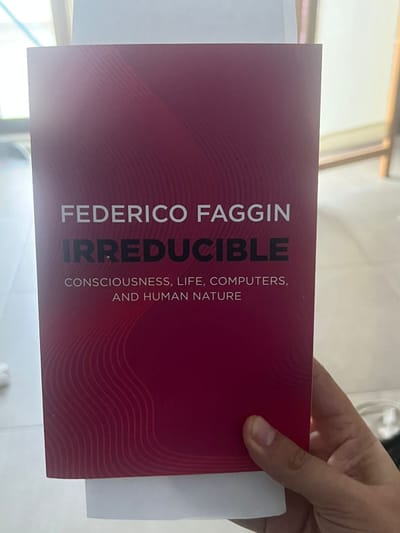 FEDERICO FAGGIN
IRREDUCIBLE
CONSCIOUSNESS, LIFE, COMPUTERS,
AND HUMAN NATURE